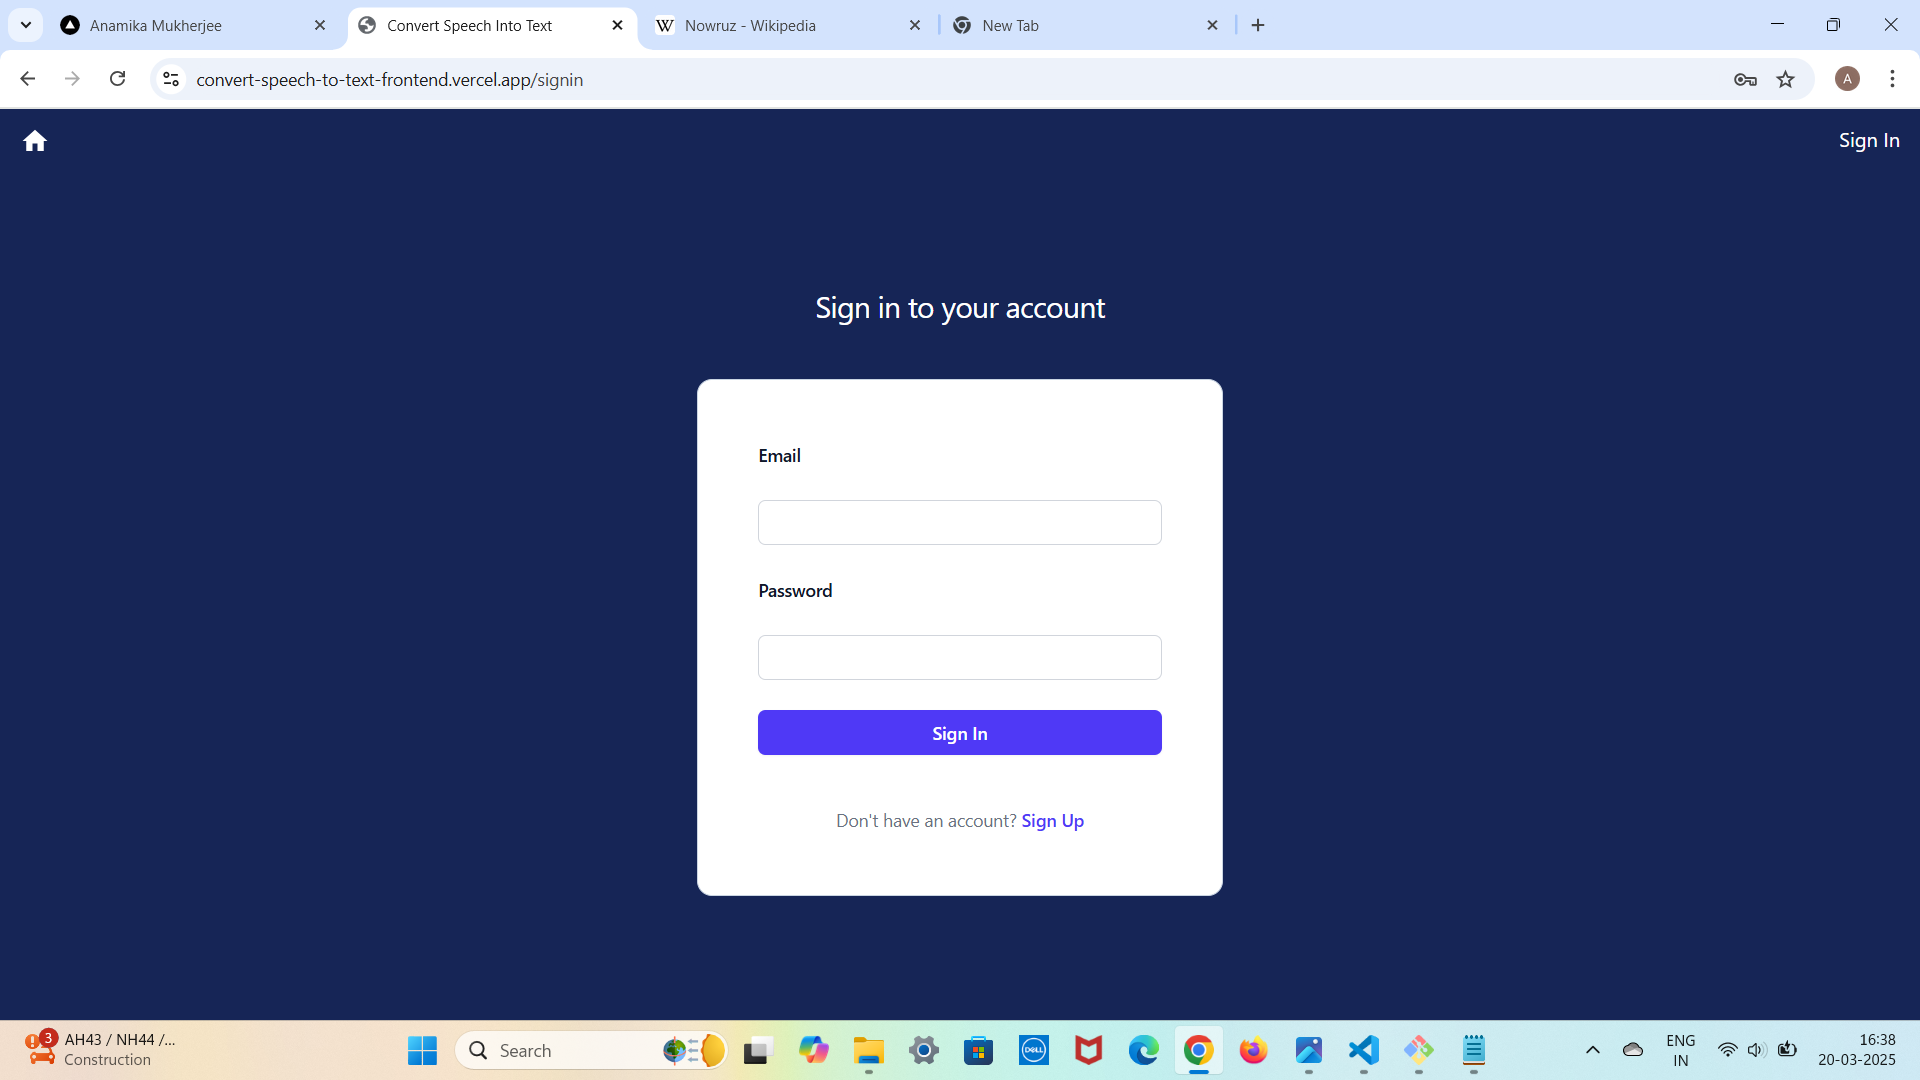 Anamika Mukherjee
Convert Speech Into Text
W Nowruz - Wikipedia
New Tab
convert-speech-to-text-frontend.vercel.app/signin
A
Sign In
Sign in to your account
Email
Password
Sign In
Don't have an account? Sign Up
3
AH43 / NH44 /...
Construction
Search
DELL
ENG
IN
16:38
20-03-2025